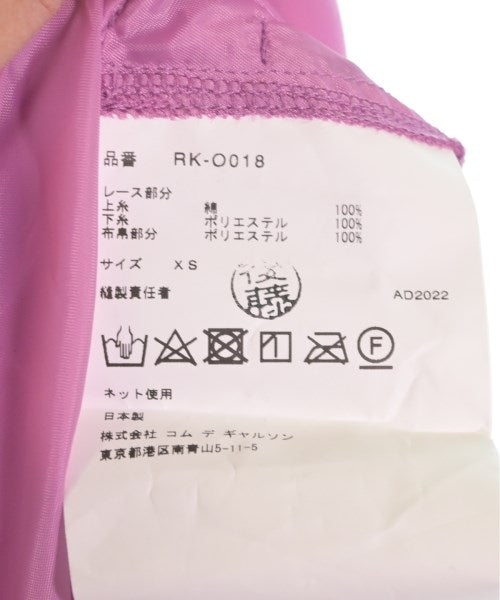 品番 RK-O018
レース部分
上糸 綿 100%
下糸 ポリエステル 100%
布帛部分 ポリエステル 100%
サイズ XS
後藤
縫製責任者 AD2022
F
ネット使用
日本製
株式会社 コム デ ギャルソン
東京都港区南青山5-11-5